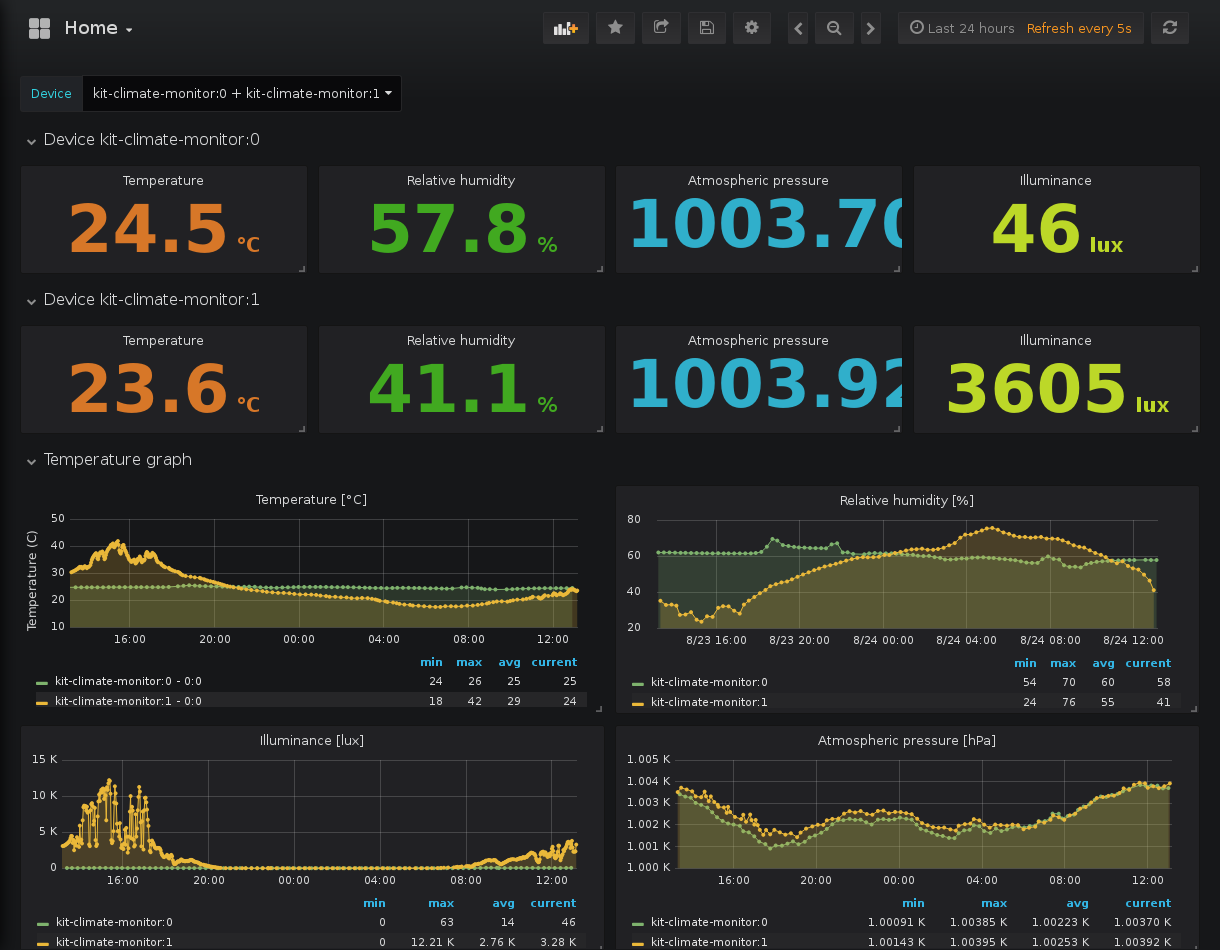 Home
Last 24 hours Refresh every 5s
Device kit-climate-monitor:0 + kit-climate-monitor:1
Device kit-climate-monitor:0
Temperature Relative humidity Atmospheric pressure Illuminance
24.5 °C 57.8 % 1003.70 46 lux
Device kit-climate-monitor:1
Temperature Relative humidity Atmospheric pressure Illuminance
23.6 °C 41.1 % 1003.92 3605 lux
Temperature graph
Temperature [°C]
Temperature (C)
50
40
30
20
10
16:00 20:00 00:00 04:00 08:00 12:00
min max avg current
kit-climate-monitor:0 - 0:0 24 26 25 25
kit-climate-monitor:1 - 0:0 18 42 29 24
Relative humidity [%]
80
60
40
20
8/23 16:00 8/23 20:00 8/24 00:00 8/24 04:00 8/24 08:00 8/24 12:00
min max avg current
kit-climate-monitor:0 54 70 60 58
kit-climate-monitor:1 24 76 55 41
Illuminance [lux]
15 K
10 K
5 K
0
16:00 20:00 00:00 04:00 08:00 12:00
min max avg current
kit-climate-monitor:0 0 63 14 46
kit-climate-monitor:1 0 12.21 K 2.76 K 3.28 K
Atmospheric pressure [hPa]
1.005 K
1.004 K
1.003 K
1.002 K
1.001 K
1.000 K
16:00 20:00 00:00 04:00 08:00 12:00
min max avg current
kit-climate-monitor:0 1.00091 K 1.00385 K 1.00223 K 1.00370 K
kit-climate-monitor:1 1.00143 K 1.00395 K 1.00253 K 1.00392 K